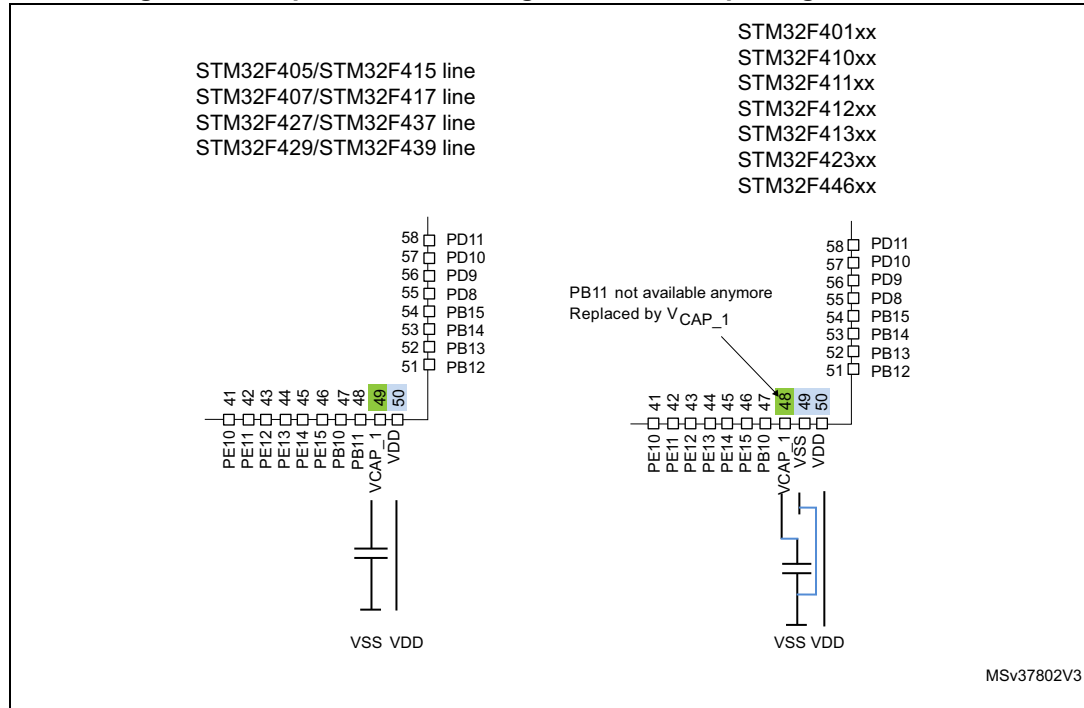 STM32F405/STM32F415 line
STM32F407/STM32F417 line
STM32F427/STM32F437 line
STM32F429/STM32F439 line
58 PD11
57 PD10
56 PD9
55 PD8
54 PB15
53 PB14
52 PB13
51 PB12
41 42 43 44 45 46 47 48 49 50
PE10 PE11 PE12 PE13 PE14 PE15 PB10 PB11 VCAP_1 VDD
VSS VDD
STM32F401xx
STM32F410xx
STM32F411xx
STM32F412xx
STM32F413xx
STM32F423xx
STM32F446xx
58 PD11
57 PD10
56 PD9
55 PD8
54 PB15
53 PB14
52 PB13
51 PB12
PB11 not available anymore
Replaced by VCAP_1
41 42 43 44 45 46 47 48 49 50
PE10 PE11 PE12 PE13 PE14 PE15 PB10 VCAP_1 VSS VDD
VSS VDD
MSv37802V3